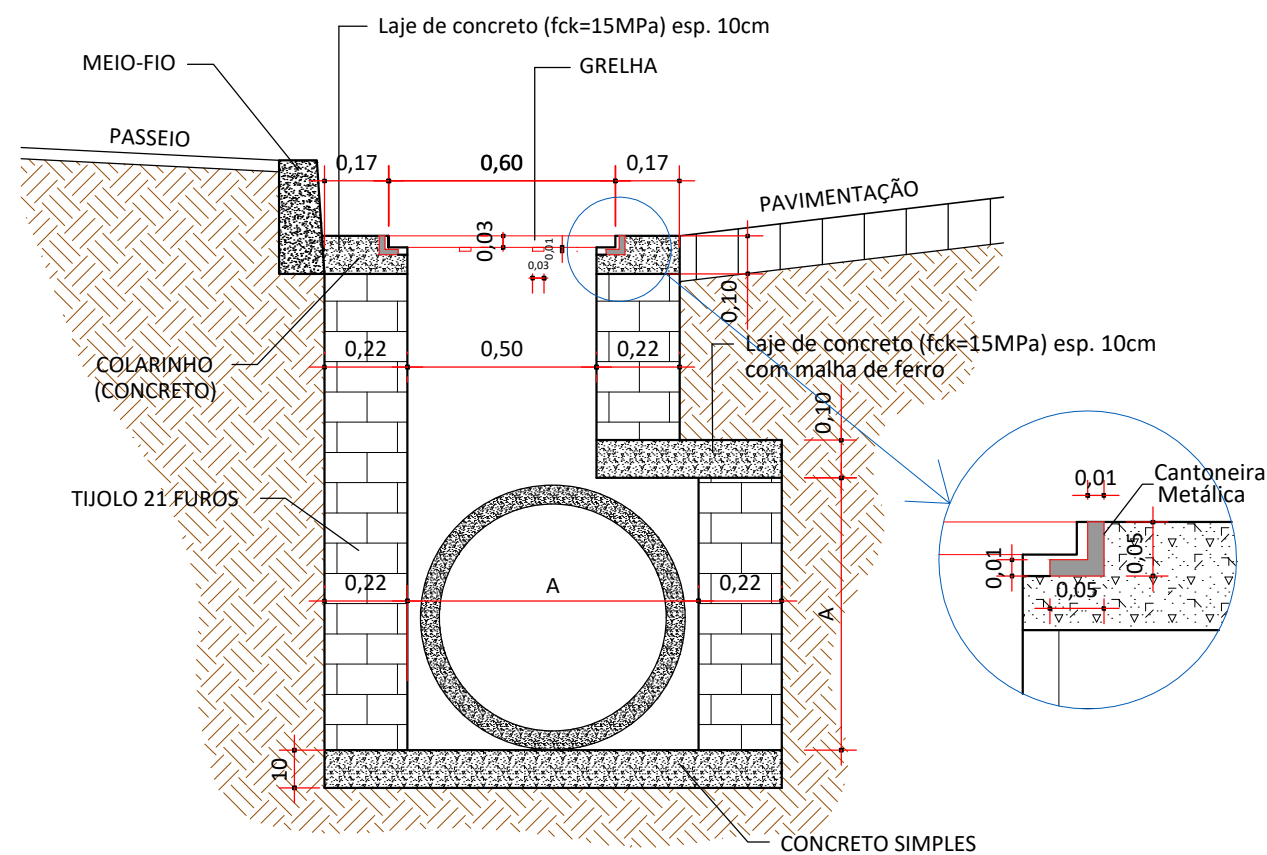 Laje de concreto (fck=15MPa) esp. 10cm
MEIO-FIO
GRELHA
PASSEIO
0,17
0,60
0,17
PAVIMENTAÇÃO
0,03
0,01
0,03
0,10
COLARINHO
(CONCRETO)
0,22
0,50
0,22
Laje de concreto (fck=15MPa) esp. 10cm
com malha de ferro
0,10
TIJOLO 21 FUROS
0,01
Cantoneira
Metálica
0,01
0,05
0,05
0,22
A
0,22
A
10
CONCRETO SIMPLES